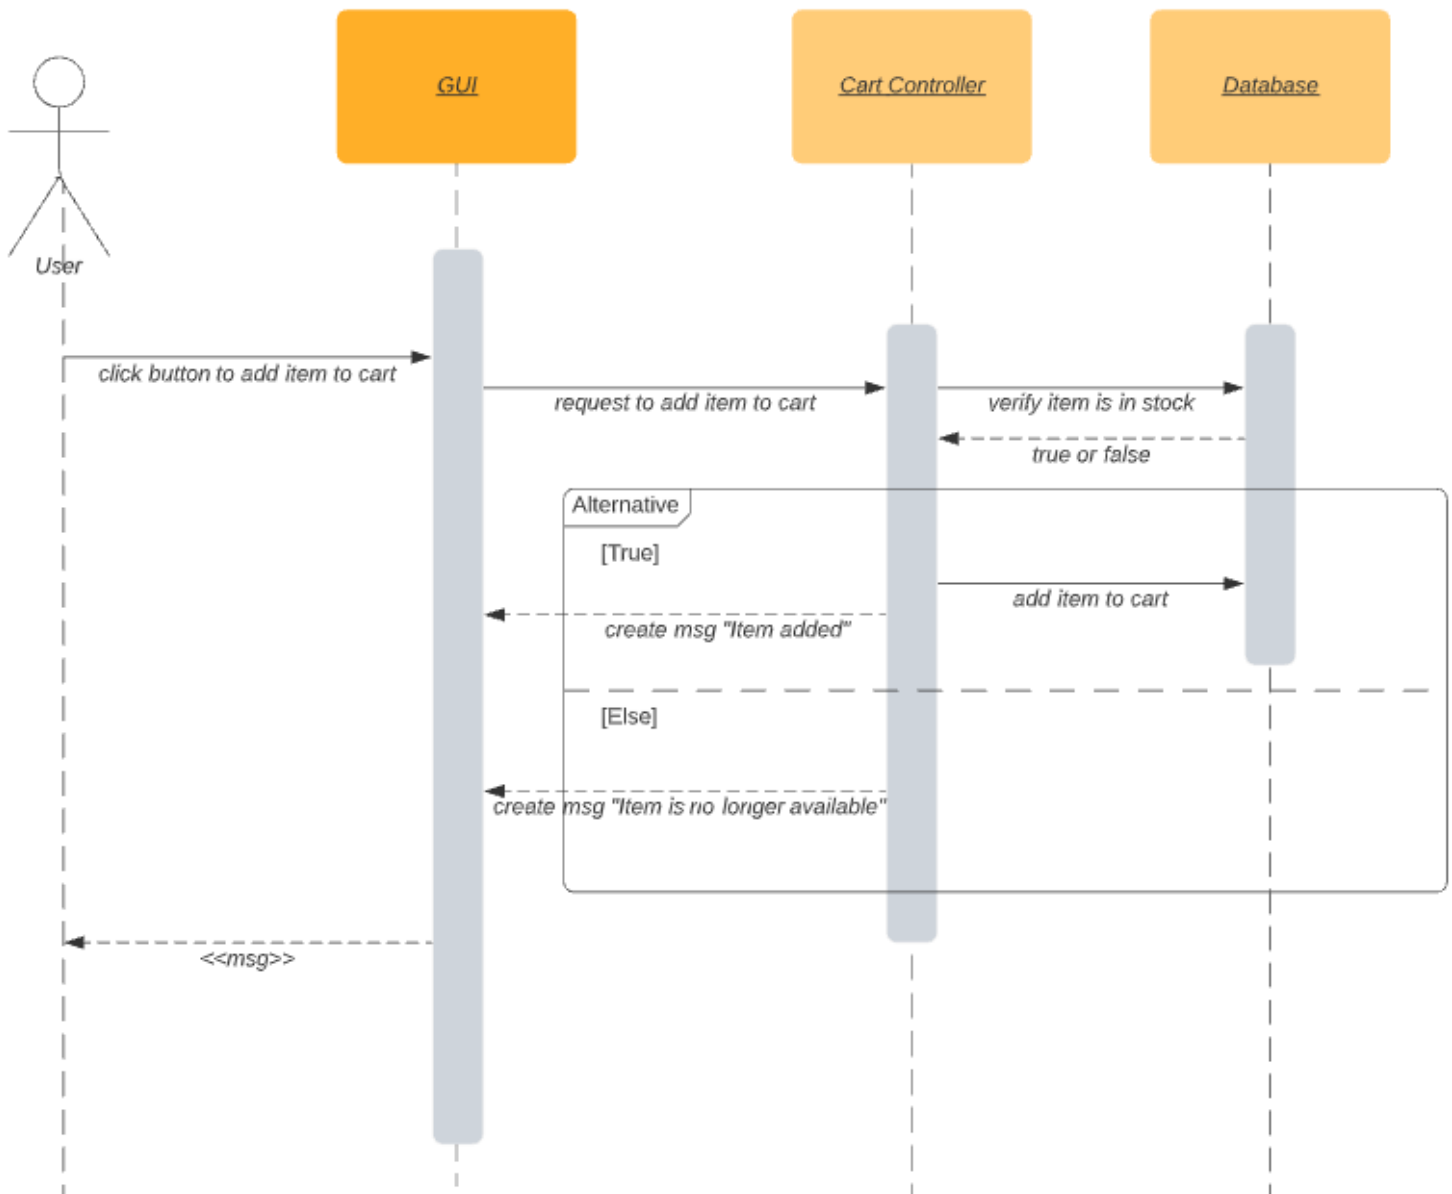 GUI
Cart Controller
Database
User
click button to add item to cart
request to add item to cart
verify item is in stock
true or false
Alternative
[True]
add item to cart
create msg "Item added"
[Else]
create msg "Item is no longer available"
<<msg>>